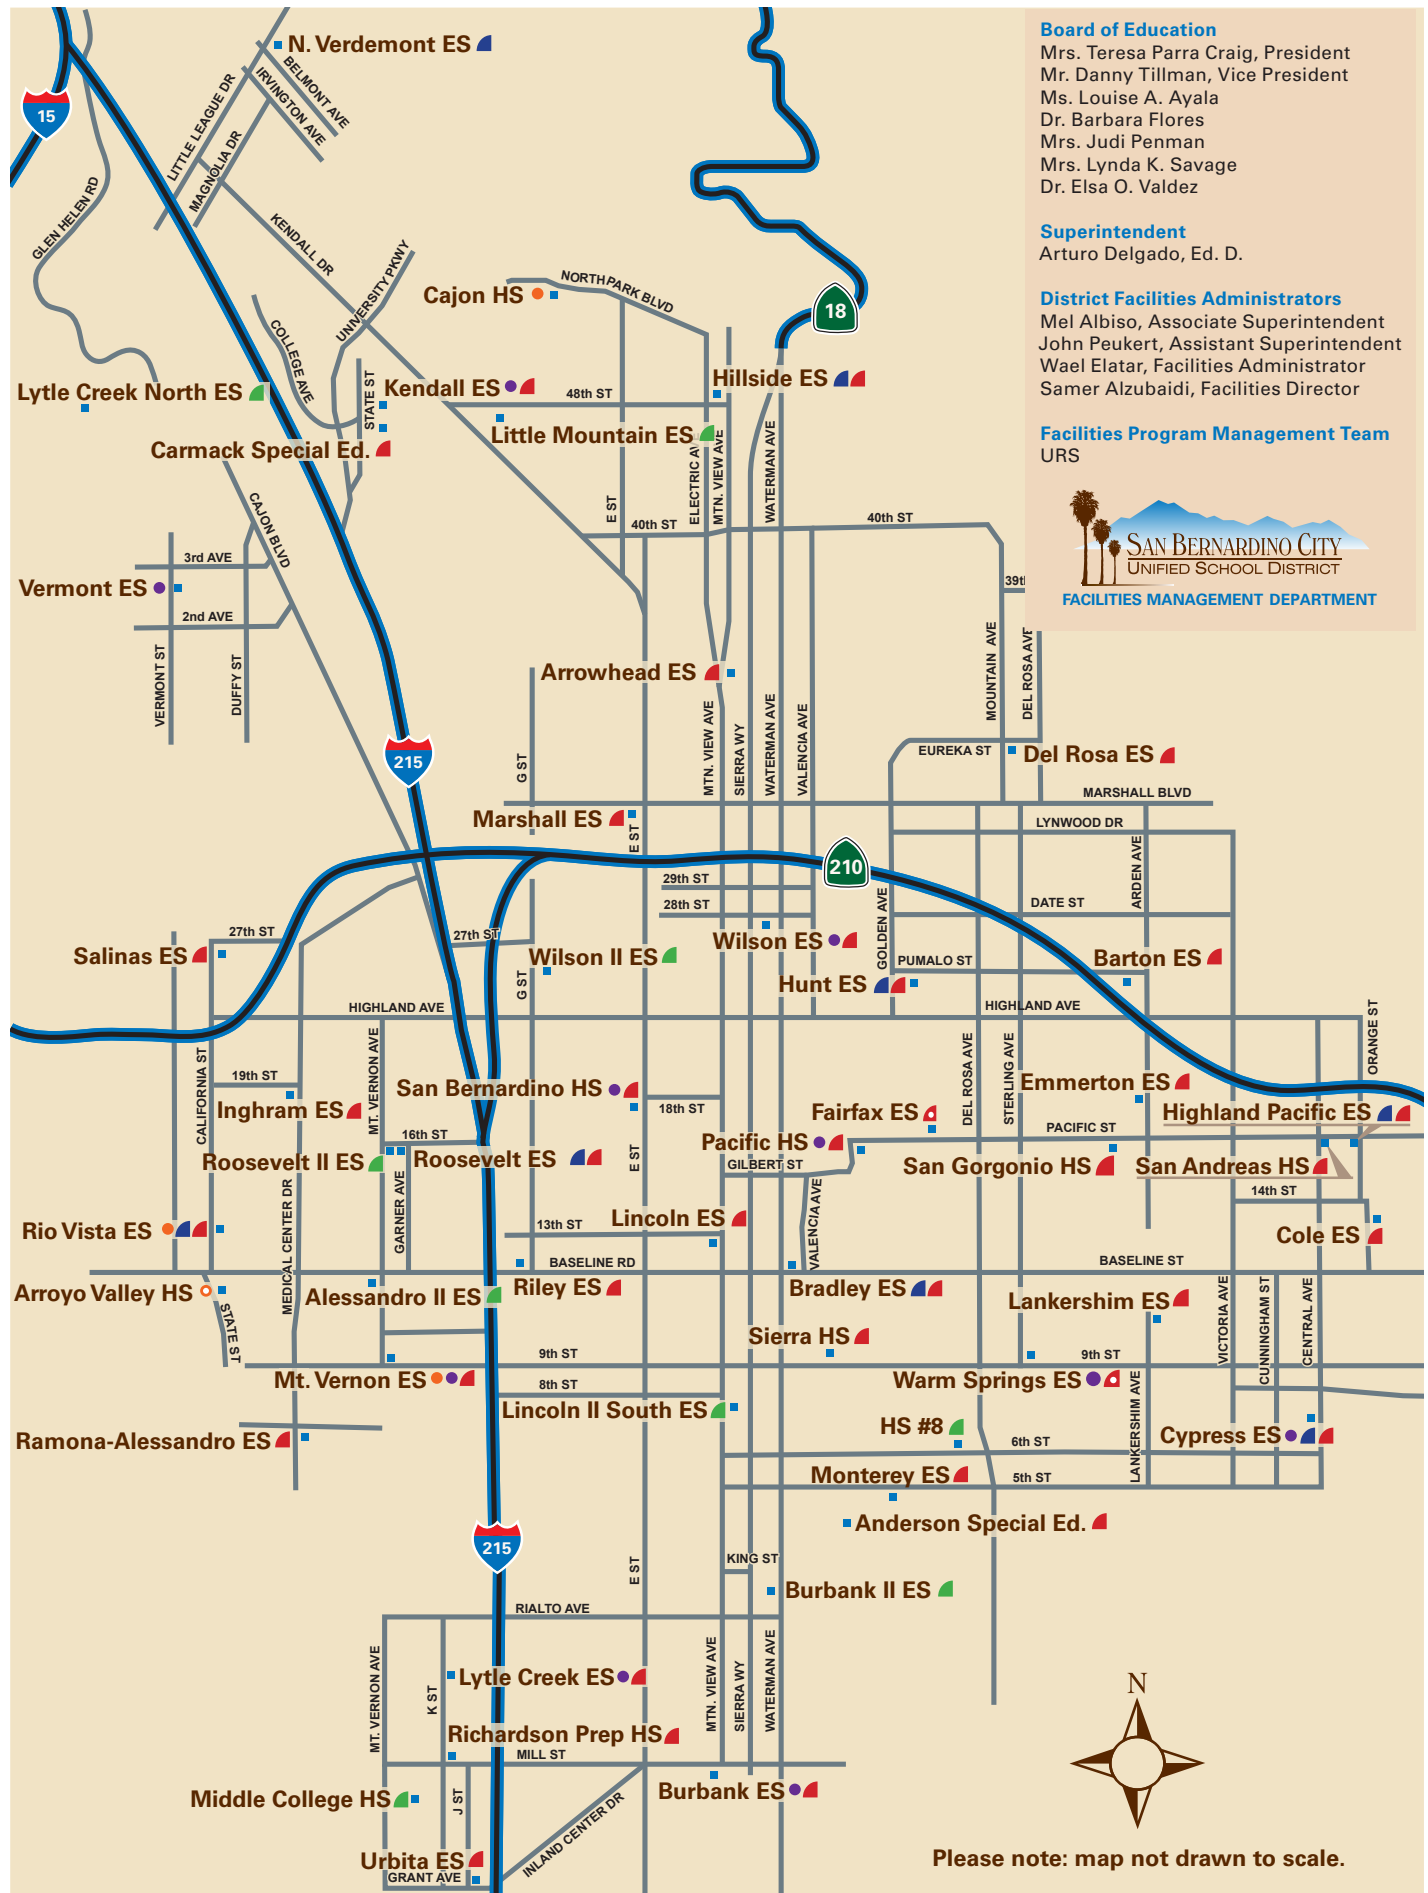 Board of Education
Mrs. Teresa Parra Craig, President
Mr. Danny Tillman, Vice President
Ms. Louise A. Ayala
Dr. Barbara Flores
Mrs. Judi Penman
Mrs. Lynda K. Savage
Dr. Elsa O. Valdez
Superintendent
Arturo Delgado, Ed. D.
District Facilities Administrators
Mel Albiso, Associate Superintendent
John Peukert, Assistant Superintendent
Wael Elatar, Facilities Administrator
Samer Alzubaidi, Facilities Director
Facilities Program Management Team
URS
SAN BERNARDINO CITY
UNIFIED SCHOOL DISTRICT
FACILITIES MANAGEMENT DEPARTMENT
N. Verdemont ES
BELMONT AVE
IRVINGTON AVE
LITTLE LEAGUE DR
MAGNOLIA DR
15
GLEN HELEN RD
KENDALL DR
UNIVERSITY PKWY
NORTHPARK BLVD
Cajon HS
18
COLLEGE AVE
STATE ST
Lytle Creek North ES
Kendall ES
48th ST
Hillside ES
Little Mountain ES
Carmack Special Ed.
ELECTRIC AVE
MTN. VIEW AVE
WATERMAN AVE
E ST
40th ST
40th ST
CAJON BLVD
3rd AVE
Vermont ES
2nd AVE
39t
VERMONT ST
DUFFY ST
MOUNTAIN AVE
DEL ROSA AVE
Arrowhead ES
MTN. VIEW AVE
SIERRA WY
WATERMAN AVE
VALENCIA AVE
215
G ST
EUREKA ST
Del Rosa ES
MARSHALL BLVD
Marshall ES
E ST
LYNWOOD DR
210
ARDEN AVE
29th ST
28th ST
GOLDEN AVE
DATE ST
27th ST
27th ST
Salinas ES
Wilson II ES
Wilson ES
PUMALO ST
Barton ES
G ST
Hunt ES
HIGHLAND AVE
HIGHLAND AVE
ORANGE ST
CALIFORNIA ST
19th ST
MT. VERNON AVE
San Bernardino HS
18th ST
DEL ROSA AVE
STERLING AVE
Emmerton ES
Inghram ES
Fairfax ES
Highland Pacific ES
16th ST
PACIFIC ST
Pacific HS
Roosevelt II ES
Roosevelt ES
E ST
GILBERT ST
San Gorgonio HS
San Andreas HS
14th ST
MEDICAL CENTER DR
GARNER AVE
VALENCIA AVE
Rio Vista ES
13th ST
Lincoln ES
Cole ES
BASELINE RD
BASELINE ST
Arroyo Valley HS
STATE ST
Alessandro II ES
Riley ES
Bradley ES
Lankershim ES
VICTORIA AVE
CUNNINGHAM ST
CENTRAL AVE
Sierra HS
9th ST
9th ST
Mt. Vernon ES
8th ST
Warm Springs ES
Lincoln II South ES
HS #8
LANKERSHIM AVE
Cypress ES
Ramona-Alessandro ES
6th ST
Monterey ES
5th ST
Anderson Special Ed.
215
KING ST
E ST
Burbank II ES
RIALTO AVE
MT. VERNON AVE
K ST
Lytle Creek ES
MTN. VIEW AVE
SIERRA WY
WATERMAN AVE
N
Richardson Prep HS
MILL ST
Middle College HS
J ST
Burbank ES
INLAND CENTER DR
Urbita ES
GRANT AVE
Please note: map not drawn to scale.